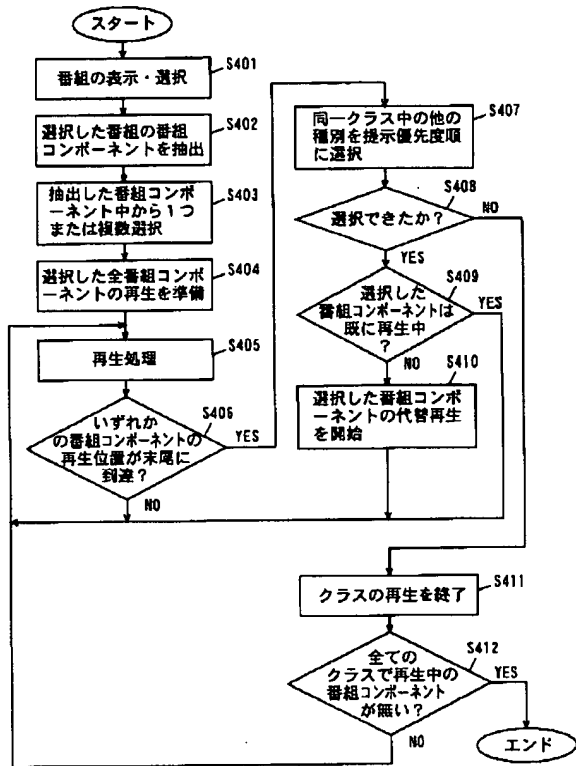 スタート
S401
番組の表示・選択
S402
選択した番組の番組
コンポーネントを抽出
S403
抽出した番組コンポ
ーネント中から1つ
または複数選択
S404
選択した全番組コンポ
ーネントの再生を準備
S405
再生処理
S406
いずれか
の番組コンポーネントの
再生位置が末尾に
到達?
YES
NO
S407
同一クラス中の他の
種別を提示優先度順
に選択
S408
選択できたか?
NO
YES
S409
選択した
番組コンポーネントは
既に再生中
?
YES
NO
S410
選択した番組コンポ
ーネントの代替再生
を開始
S411
クラスの再生を終了
S412
全ての
クラスで再生中の
番組コンポーネント
が無い?
YES
NO
エンド